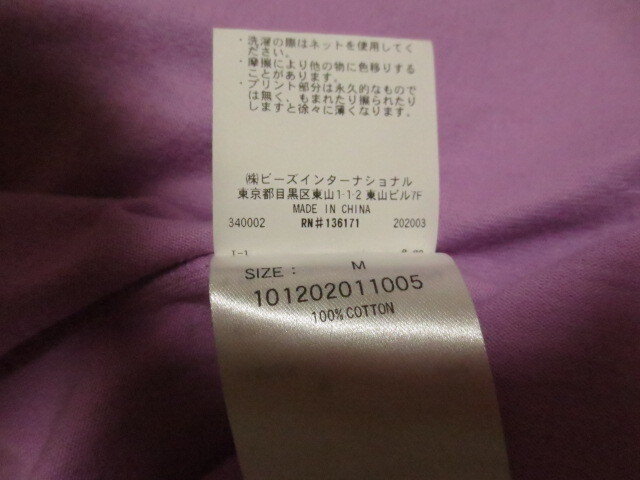 ・洗濯の際はネットを使用してく
ださい。
・摩擦により他の物に色移りする
ことがあります。
・プリント部分は永久的なもので
は無く、もまれたり擦られたり
しますと徐々に薄くなります。
㈱ビーズインターナショナル
東京都目黒区東山1-1-2 東山ビル7F
MADE IN CHINA
340002 RN#136171 202003
SIZE: M
101202011005
100% COTTON